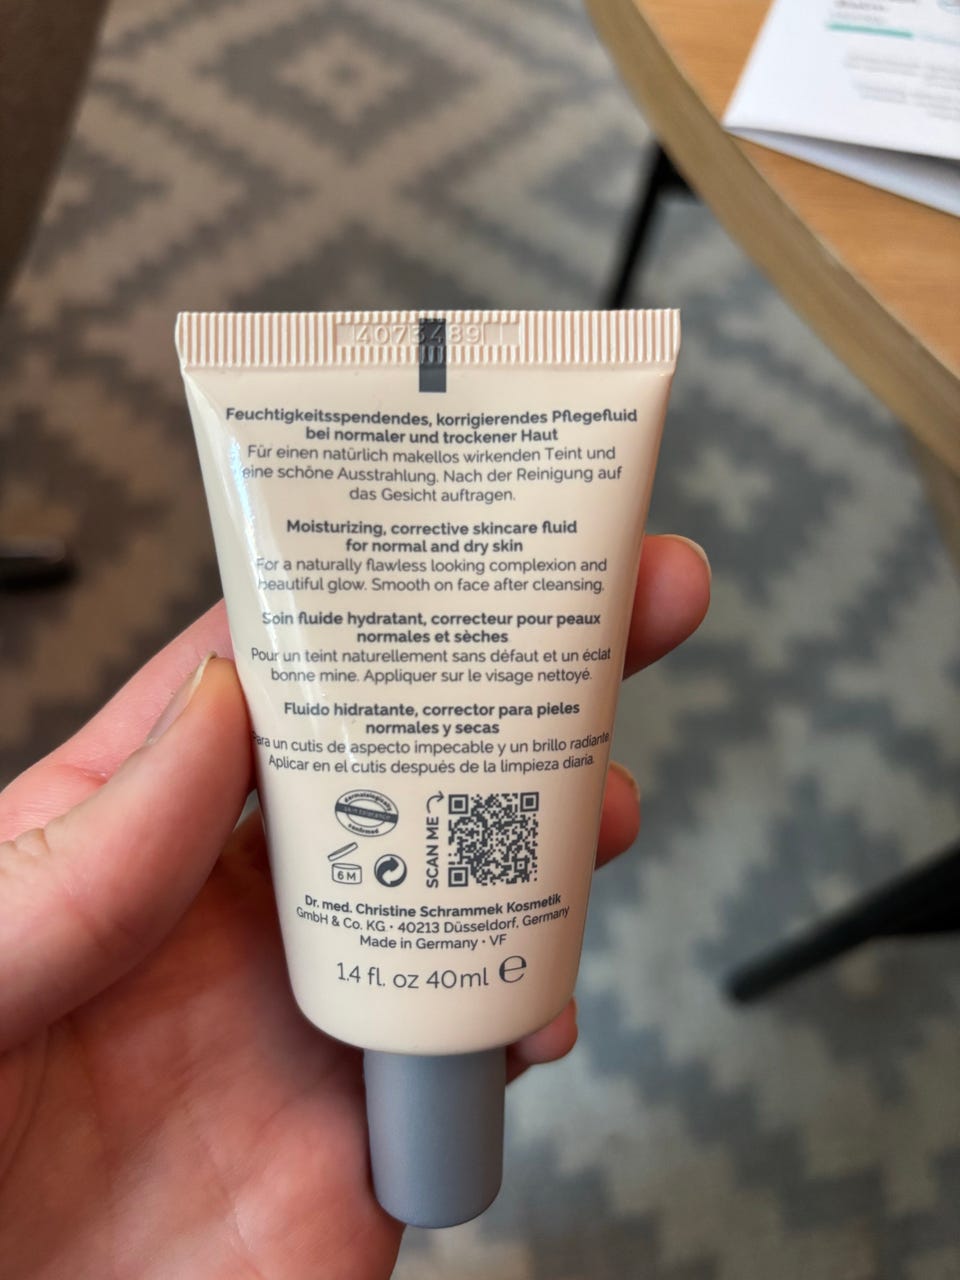 4073489
Feuchtigkeitsspendendes, korrigierendes Pflegefluid
bei normaler und trockener Haut
Für einen natürlich makellos wirkenden Teint und
eine schöne Ausstrahlung. Nach der Reinigung auf
das Gesicht auftragen.
Moisturizing, corrective skincare fluid
for normal and dry skin
For a naturally flawless looking complexion and
beautiful glow. Smooth on face after cleansing.
Soin fluide hydratant, correcteur pour peaux
normales et sèches
Pour un teint naturellement sans défaut et un éclat
bonne mine. Appliquer sur le visage nettoyé.
Fluido hidratante, corrector para pieles
normales y secas
Para un cutis de aspecto impecable y un brillo radiante.
Aplicar en el cutis después de la limpieza diaria.
dermatologically
skin tolerance
confirmed
6 M
SCAN ME
Dr. med. Christine Schrammek Kosmetik
GmbH & Co. KG • 40213 Düsseldorf, Germany
Made in Germany • VF
1.4 fl. oz 40 ml ℮